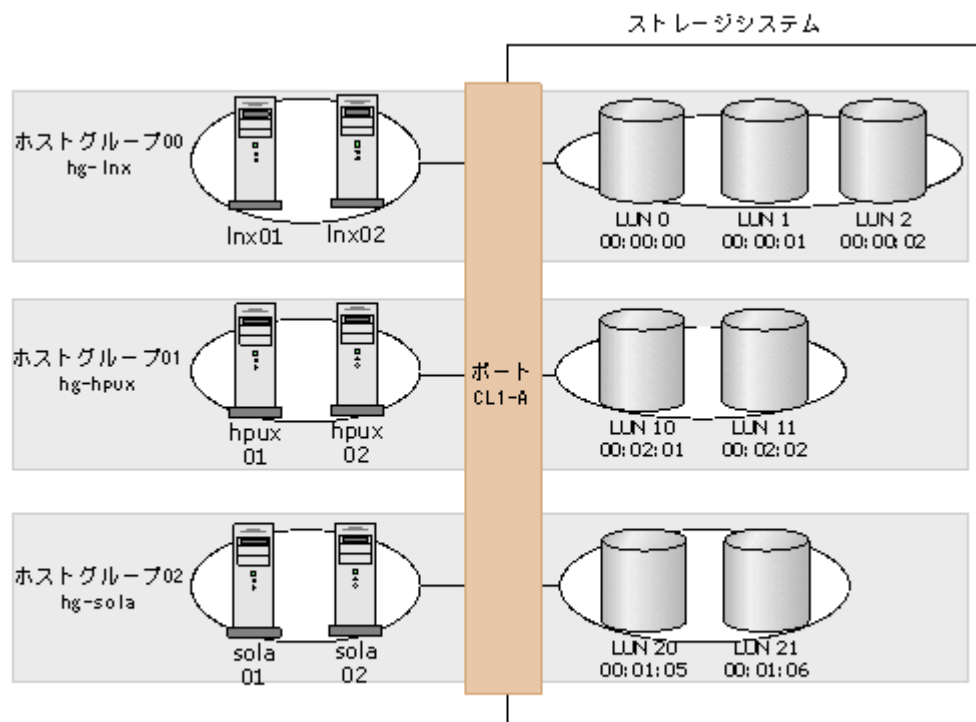 ストレージシステム
ホストグループ00
hg-lnx
lnx01
lnx02
LUN 0
00:00:00
LUN 1
00:00:01
LUN 2
00:00:02
ホストグループ01
hg-hpux
hpux
01
hpux
02
ポート
CL1-A
LUN 10
00:02:01
LUN 11
00:02:02
ホストグループ02
hg-sola
sola
01
sola
02
LUN 20
00:01:05
LUN 21
00:01:06